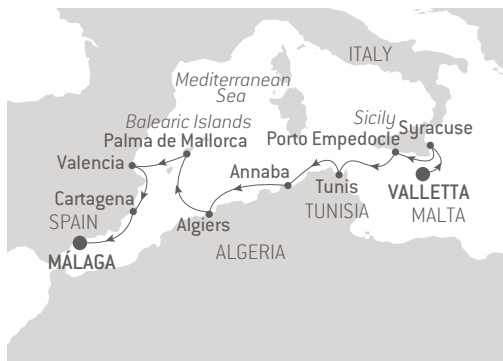 ITALY
Mediterranean
Sea
Sicily
Balearic Islands
Syracuse
Palma de Mallorca
Porto Empedocle
Valencia
Annaba
Tunis
VALLETTA
Cartagena
TUNISIA
MALTA
SPAIN
Algiers
ALGERIA
MÁLAGA